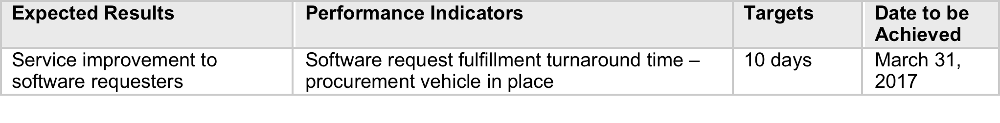 Expected Results
Performance Indicators
Targets
Date to be
Achieved
Service improvement to
software requesters
Software request fulfillment turnaround time –
procurement vehicle in place
10 days
March 31,
2017